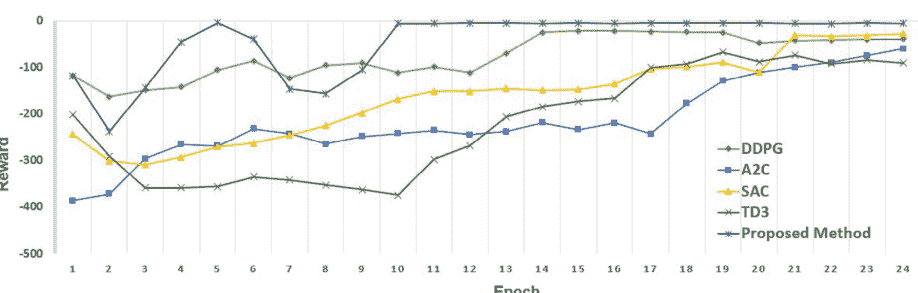 0
-100
-200
-300
-400
-500
Reward
DDPG
A2C
SAC
TD3
Proposed Method
1 2 3 4 5 6 7 8 9 10 11 12 13 14 15 16 17 18 19 20 21 22 23 24
Epoch